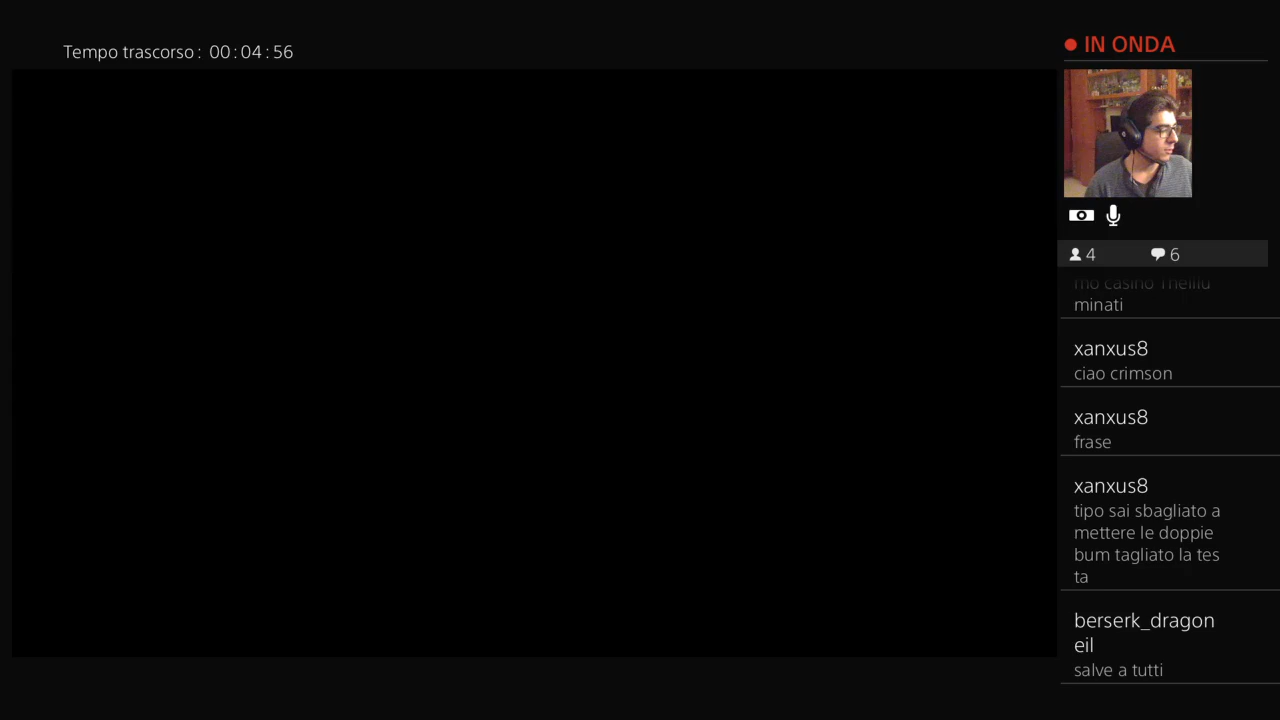 Tempo trascorso: 00:04:56
IN ONDA
4
6
minati
xanxus8
ciao crimson
xanxus8
frase
xanxus8
tipo sai sbagliato a
mettere le doppie
bum tagliato la tes
ta
berserk_dragon
eil
salve a tutti